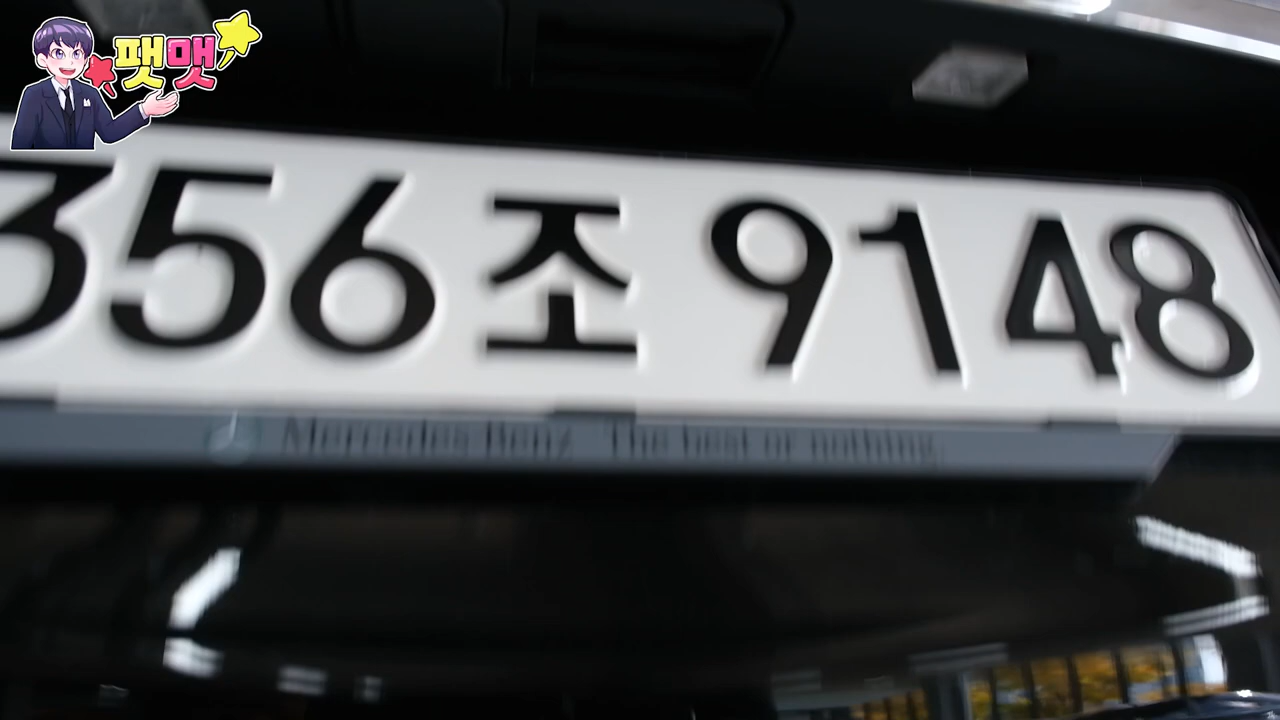 팻맷
356조 9148
Mercedes-Benz The best or nothing.